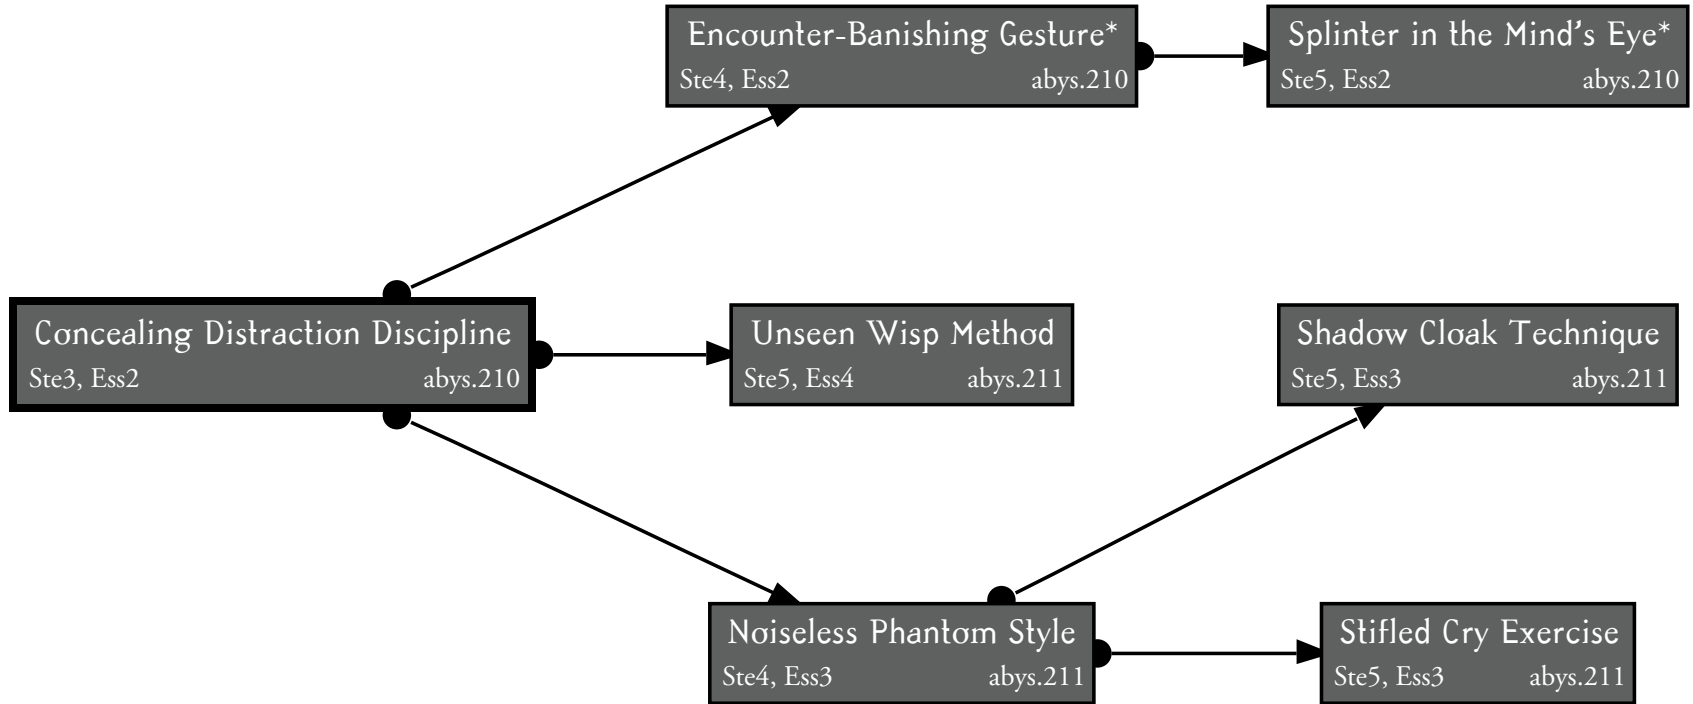 Encounter-Banishing Gesture*
Ste4, Ess2 abys.210
Splinter in the Mind's Eye*
Ste5, Ess2 abys.210
Concealing Distraction Discipline
Ste3, Ess2 abys.210
Unseen Wisp Method
Ste5, Ess4 abys.211
Shadow Cloak Technique
Ste5, Ess3 abys.211
Noiseless Phantom Style
Ste4, Ess3 abys.211
Stifled Cry Exercise
Ste5, Ess3 abys.211